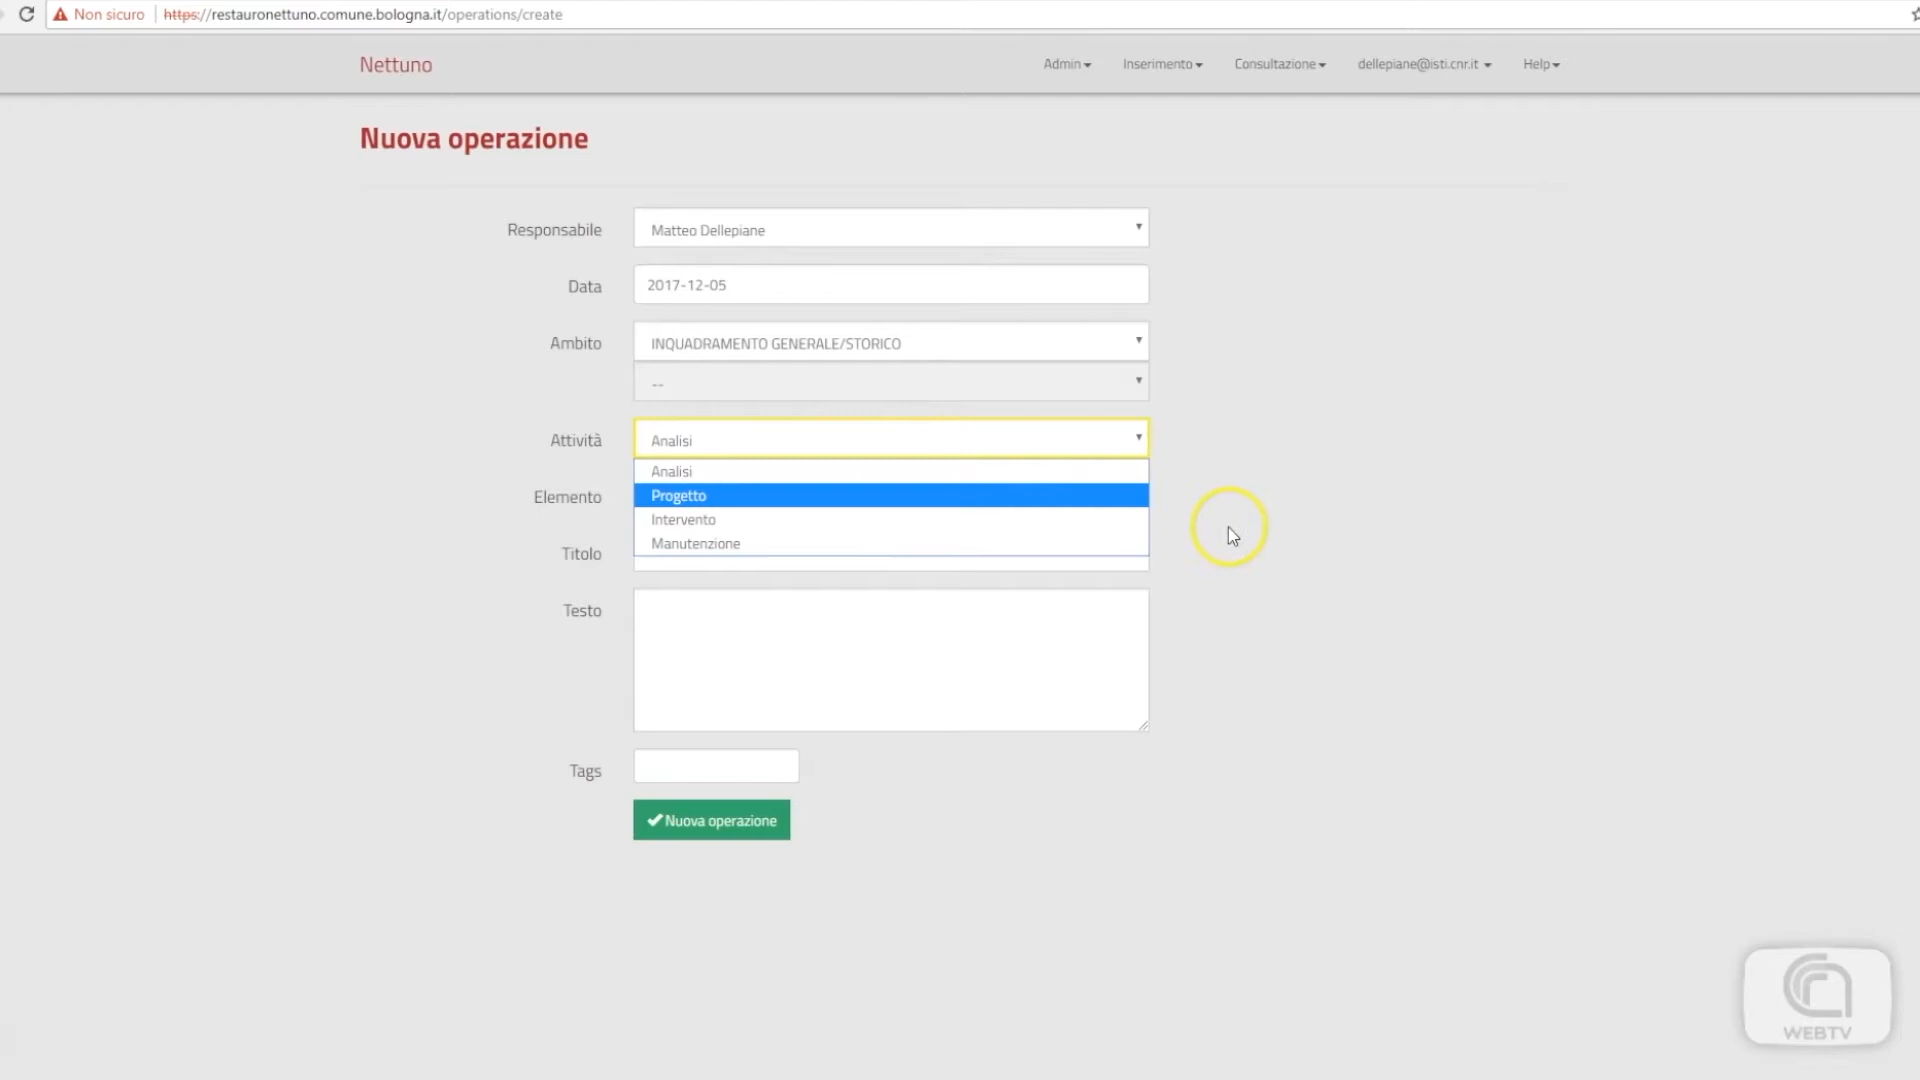 Non sicuro https://restauronettuno.comune.bologna.it/operations/create
Nettuno Admin Inserimento Consultazione dellepiane@isti.cnr.it Help
Nuova operazione
Responsabile Matteo Dellepiane
Data 2017-12-05
Ambito INQUADRAMENTO GENERALE/STORICO
--
Attività Analisi
Analisi
Elemento Progetto
Intervento
Titolo Manutenzione
Testo
Tags
Nuova operazione
WEBTV